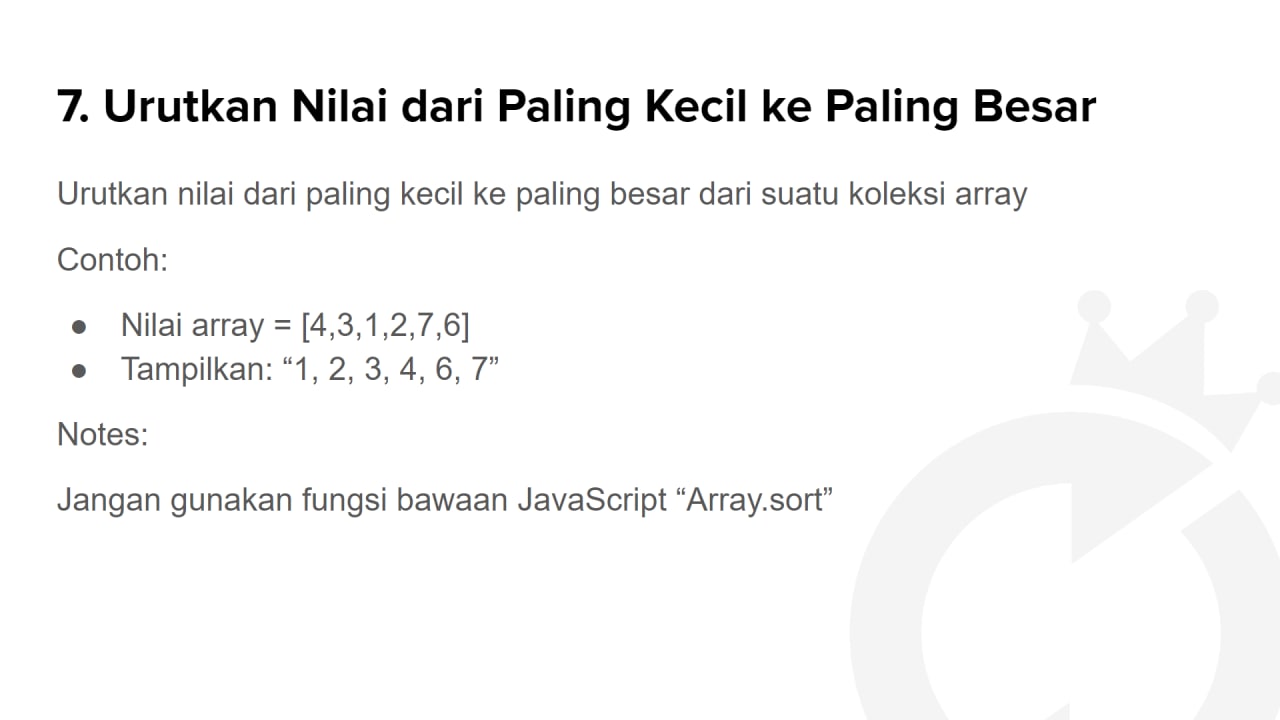 7. Urutkan Nilai dari Paling Kecil ke Paling Besar
Urutkan nilai dari paling kecil ke paling besar dari suatu koleksi array
Contoh:
● Nilai array = [4,3,1,2,7,6]
● Tampilkan: “1, 2, 3, 4, 6, 7”
Notes:
Jangan gunakan fungsi bawaan JavaScript “Array.sort”